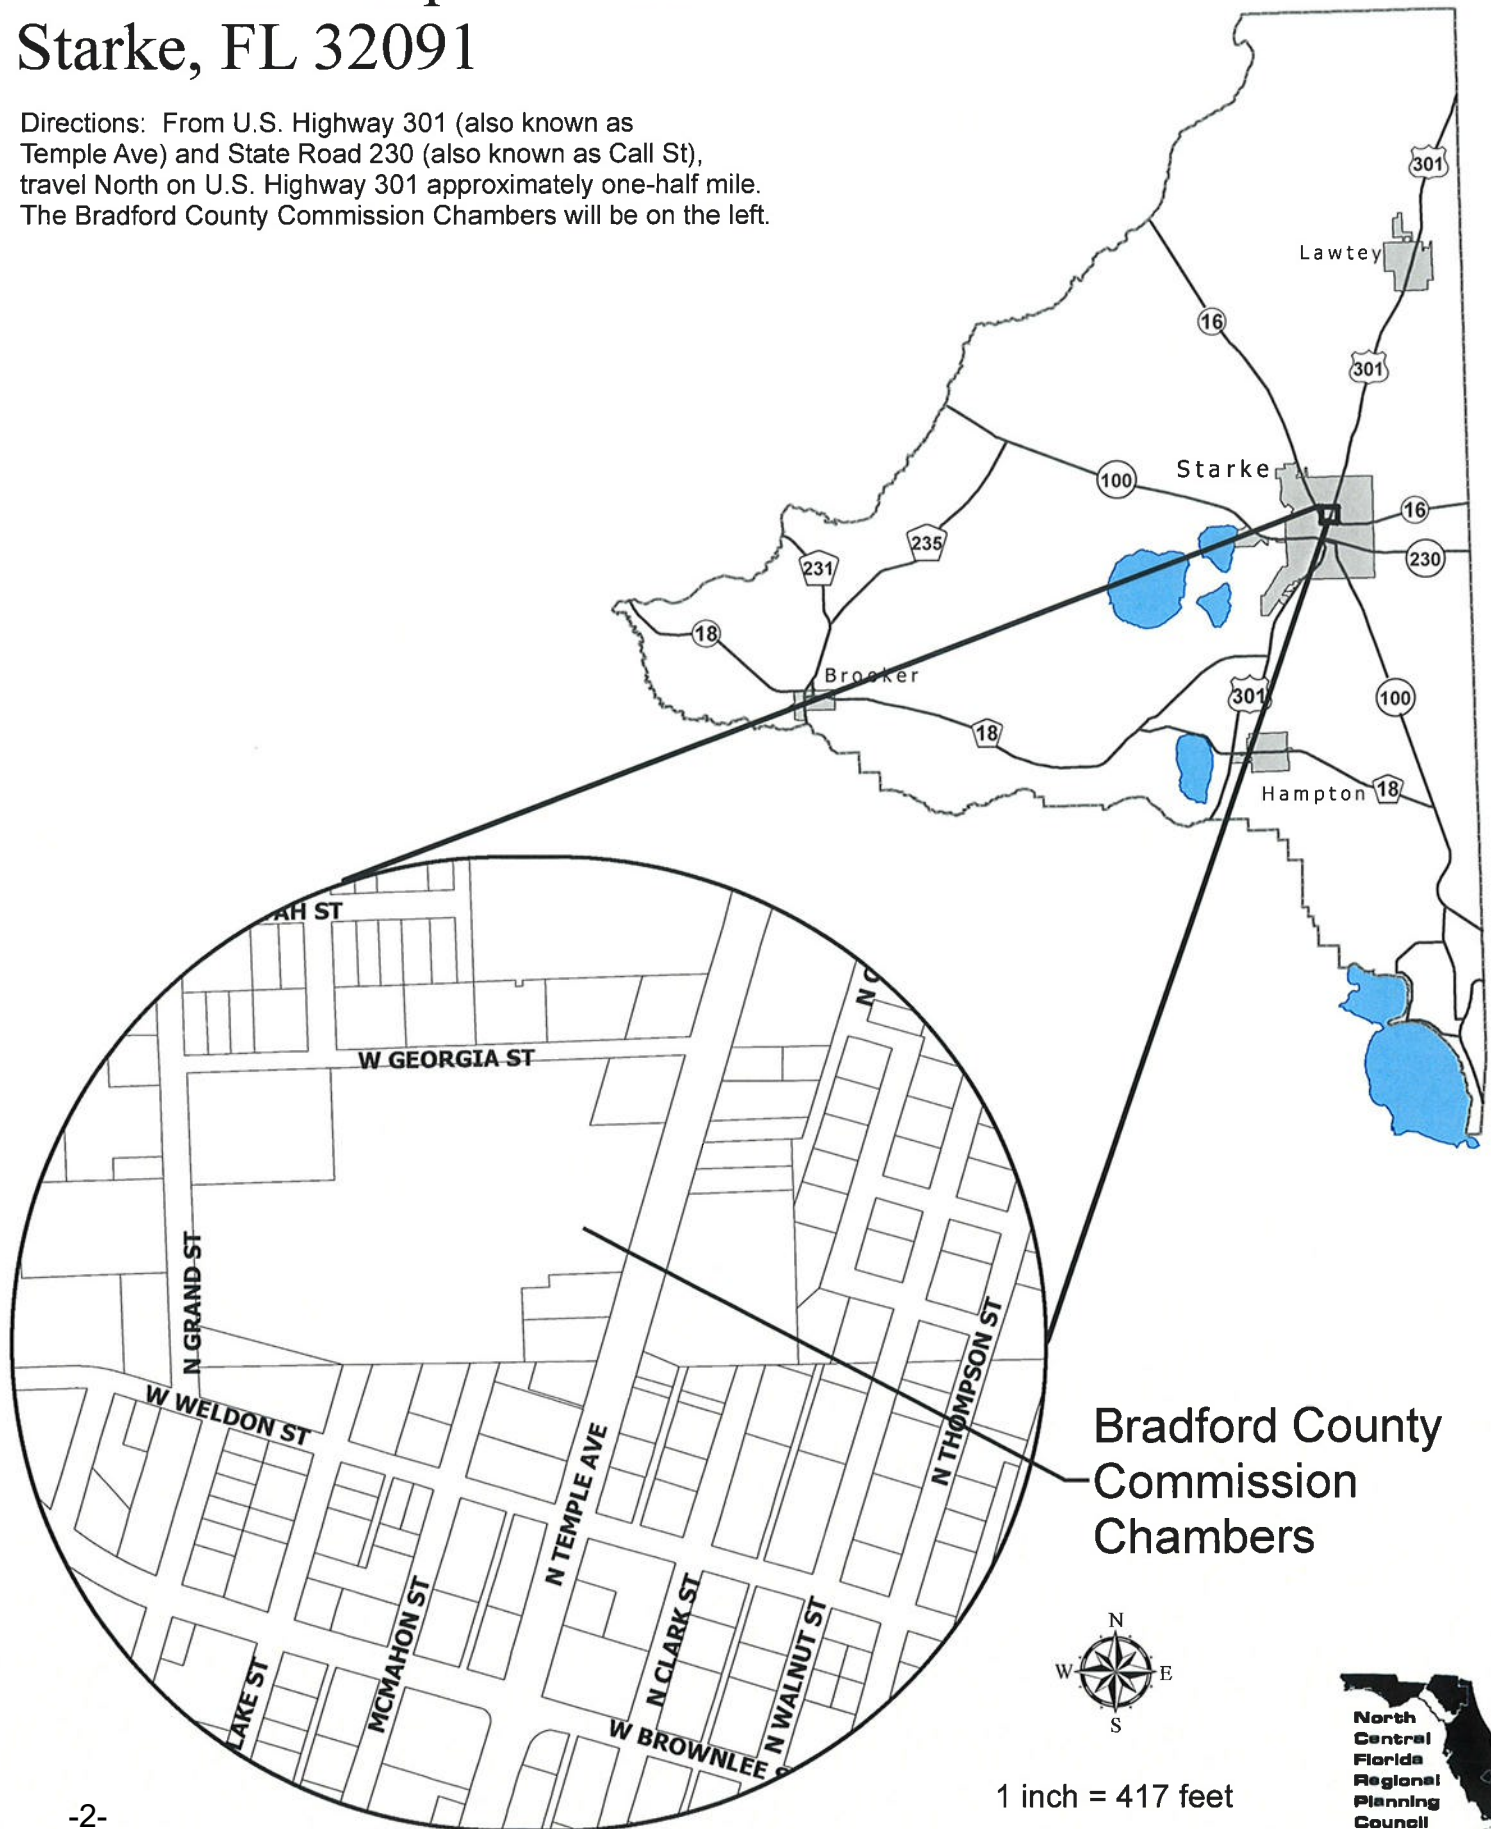 Starke, FL 32091
Directions: From U.S. Highway 301 (also known as
Temple Ave) and State Road 230 (also known as Call St),
travel North on U.S. Highway 301 approximately one-half mile.
The Bradford County Commission Chambers will be on the left.
301
Lawtey
16
301
Starke
100
16
235
230
231
18
Brooker
301
100
18
Hampton
18
AH ST
N C
W GEORGIA ST
N GRAND ST
N THOMPSON ST
W WELDON ST
Bradford County
Commission
Chambers
N TEMPLE AVE
MCMAHON ST
N CLARK ST
N WALNUT ST
LAKE ST
W BROWNLEE S
N
W
E
S
North
Central
Florida
Regional
Planning
Council
1 inch = 417 feet
-2-